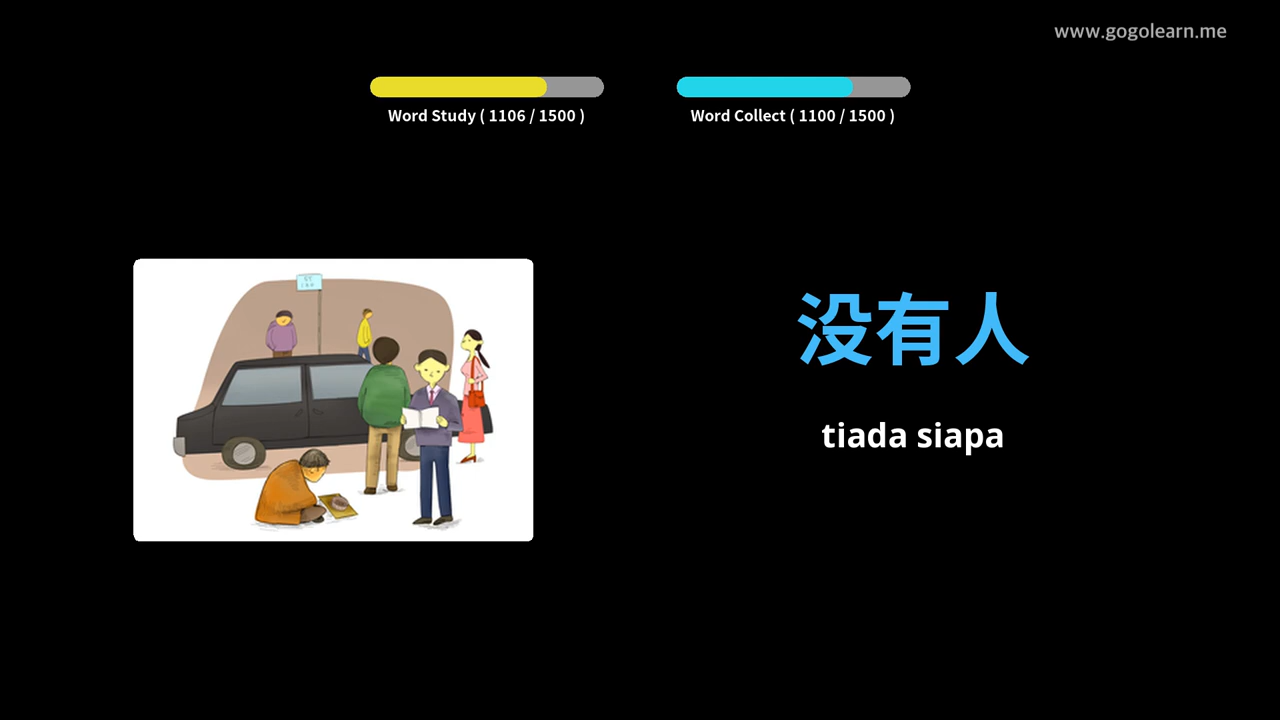 www.gogolearn.me
Word Study ( 1106 / 1500 )
Word Collect ( 1100 / 1500 )
没有人
tiada siapa